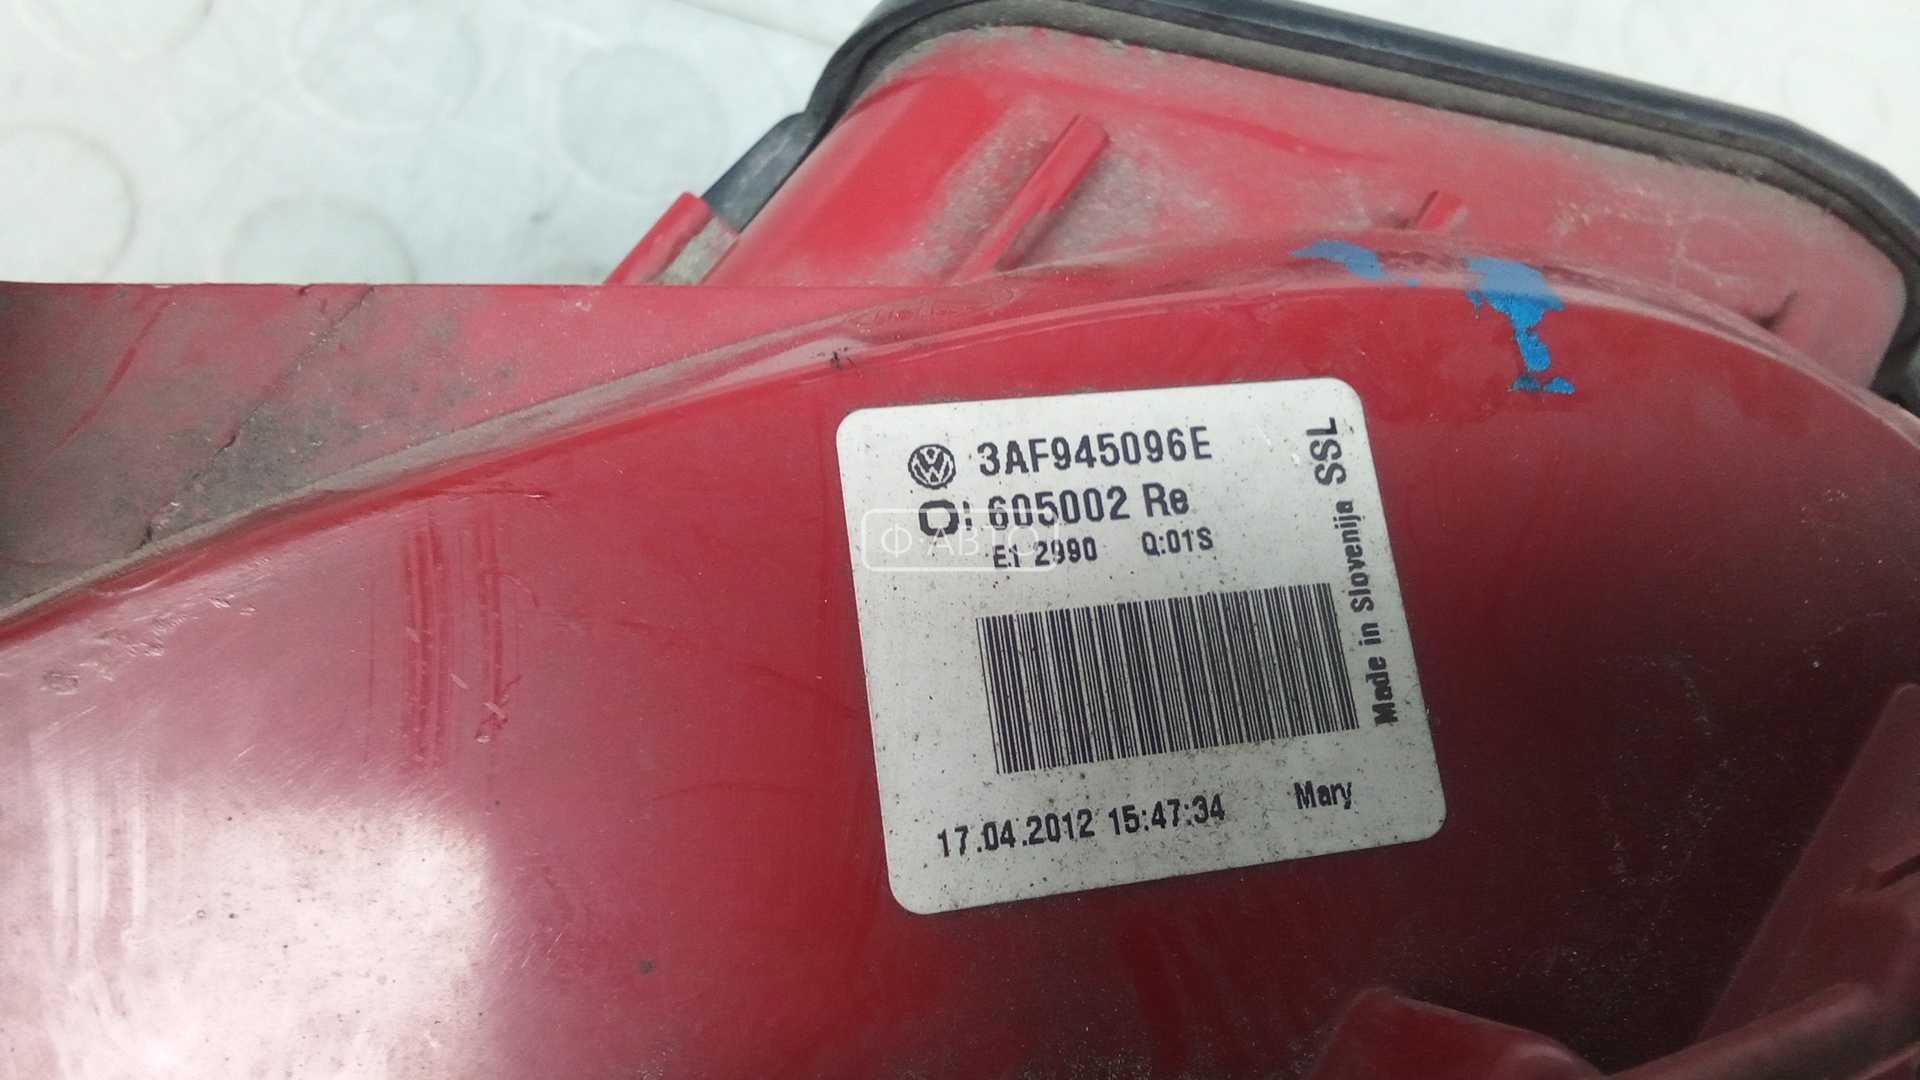 3AF945096E
605002 Re
E1 2990 Q:01S
Made in Slovenija SSL
17.04.2012 15:47:34 Mary
Ф-АВТО